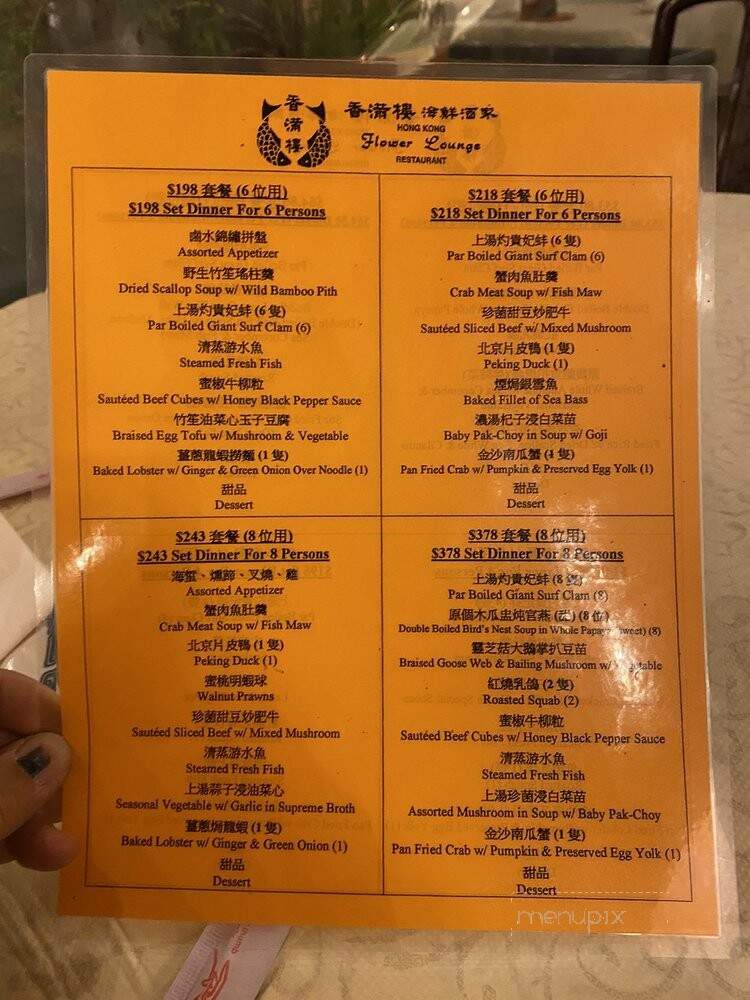 香滿樓
香滿樓 海鮮酒家
HONG KONG
Flower Lounge
RESTAURANT
$198 套餐 (6 位用)
$198 Set Dinner For 6 Persons
鹵水錦繡拼盤
Assorted Appetizer
野生竹笙瑤柱羹
Dried Scallop Soup w/ Wild Bamboo Pith
上湯灼貴妃蚌 (6 隻)
Par Boiled Giant Surf Clam (6)
清蒸游水魚
Steamed Fresh Fish
蜜椒牛柳粒
Sautéed Beef Cubes w/ Honey Black Pepper Sauce
竹笙油菜心玉子豆腐
Braised Egg Tofu w/ Mushroom & Vegetable
薑蔥龍蝦撈麵 (1 隻)
Baked Lobster w/ Ginger & Green Onion Over Noodle (1)
甜品
Dessert
$218 套餐 (6 位用)
$218 Set Dinner For 6 Persons
上湯灼貴妃蚌 (6 隻)
Par Boiled Giant Surf Clam (6)
蟹肉魚肚羹
Crab Meat Soup w/ Fish Maw
珍菌甜豆炒肥牛
Sautéed Sliced Beef w/ Mixed Mushroom
北京片皮鴨 (1 隻)
Peking Duck (1)
煙焗銀雪魚
Baked Fillet of Sea Bass
濃湯杞子浸白菜苗
Baby Pak-Choy in Soup w/ Goji
金沙南瓜蟹 (1 隻)
Pan Fried Crab w/ Pumpkin & Preserved Egg Yolk (1)
甜品
Dessert
$243 套餐 (8 位用)
$243 Set Dinner For 8 Persons
海蜇、燻蹄、叉燒、雞
Assorted Appetizer
蟹肉魚肚羹
Crab Meat Soup w/ Fish Maw
北京片皮鴨 (1 隻)
Peking Duck (1)
蜜桃明蝦球
Walnut Prawns
珍菌甜豆炒肥牛
Sautéed Sliced Beef w/ Mixed Mushroom
清蒸游水魚
Steamed Fresh Fish
上湯蒜子浸油菜心
Seasonal Vegetable w/ Garlic in Supreme Broth
薑蔥焗龍蝦 (1 隻)
Baked Lobster w/ Ginger & Green Onion (1)
甜品
Dessert
$378 套餐 (8 位用)
$378 Set Dinner For 8 Persons
上湯灼貴妃蚌 (8 隻)
Par Boiled Giant Surf Clam (8)
原個木瓜盅炖官燕 (甜) (8 位)
Double Boiled Bird's Nest Soup in Whole Papaya (sweet) (8)
靈芝菇大鵝掌扒豆苗
Braised Goose Web & Bailing Mushroom w/ Vegetable
紅燒乳鴿 (2 隻)
Roasted Squab (2)
蜜椒牛柳粒
Sautéed Beef Cubes w/ Honey Black Pepper Sauce
清蒸游水魚
Steamed Fresh Fish
上湯珍菌浸白菜苗
Assorted Mushroom in Soup w/ Baby Pak-Choy
金沙南瓜蟹 (1 隻)
Pan Fried Crab w/ Pumpkin & Preserved Egg Yolk (1)
甜品
Dessert
menupix